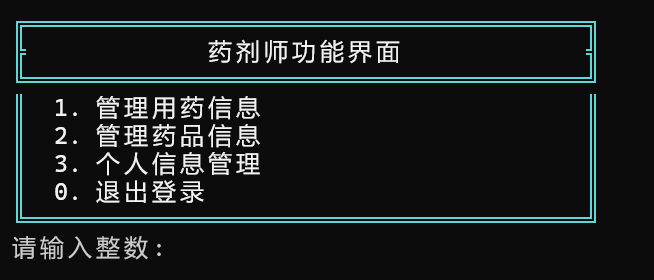 药剂师功能界面
1. 管理用药信息
2. 管理药品信息
3. 个人信息管理
0. 退出登录
请输入整数: